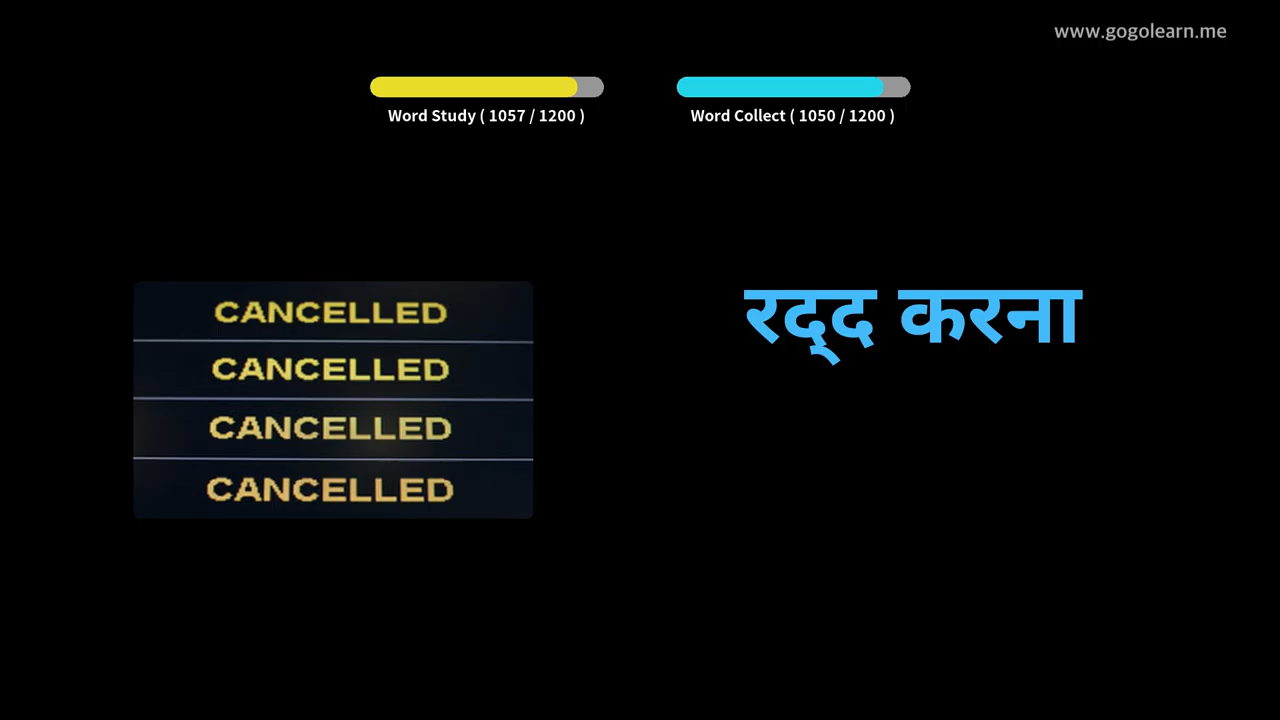 www.gogolearn.me
Word Study ( 1057 / 1200 )
Word Collect ( 1050 / 1200 )
CANCELLED
CANCELLED
CANCELLED
CANCELLED
रद्‌द करना